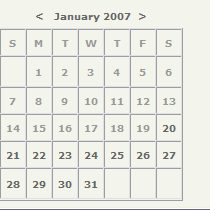 < January 2007 >
S M T W T F S
1 2 3 4 5 6
7 8 9 10 11 12 13
14 15 16 17 18 19 20
21 22 23 24 25 26 27
28 29 30 31